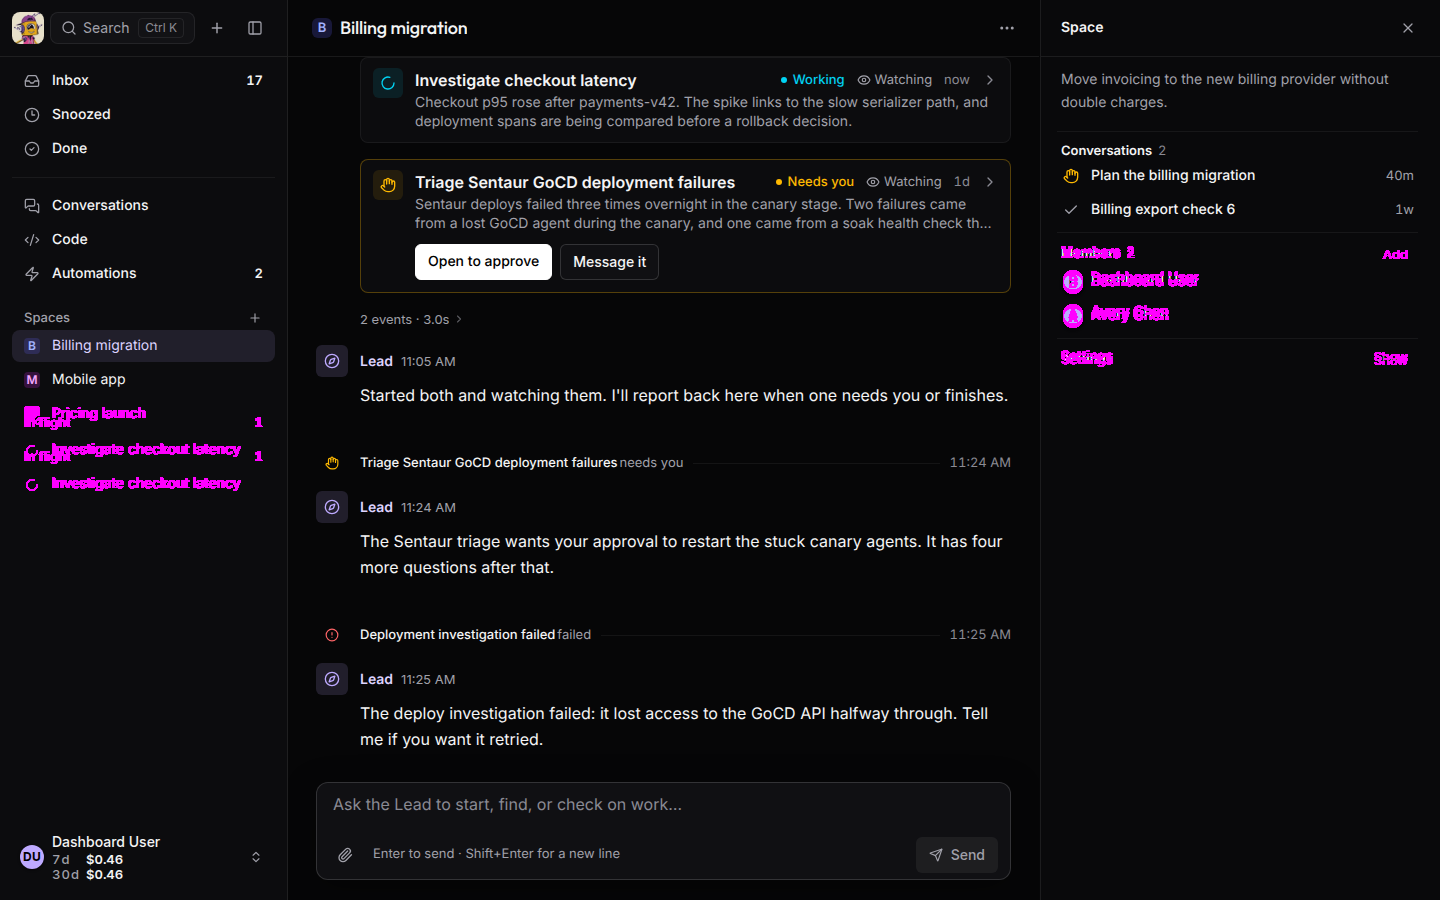 Search Ctrl K
Inbox 17
Snoozed
Done
Conversations
Code
Automations 2
Spaces
B Billing migration
M Mobile app
Pricing launch
In flight 1
Investigate checkout latency
In flight 1
Investigate checkout latency
DU Dashboard User
7d $0.46
30d $0.46
B Billing migration
Investigate checkout latency Working Watching now
Checkout p95 rose after payments-v42. The spike links to the slow serializer path, and
deployment spans are being compared before a rollback decision.
Triage Sentaur GoCD deployment failures Needs you Watching 1d
Sentaur deploys failed three times overnight in the canary stage. Two failures came
from a lost GoCD agent during the canary, and one came from a soak health check th...
Open to approve Message it
2 events · 3.0s
Lead 11:05 AM
Started both and watching them. I'll report back here when one needs you or finishes.
Triage Sentaur GoCD deployment failures needs you 11:24 AM
Lead 11:24 AM
The Sentaur triage wants your approval to restart the stuck canary agents. It has four
more questions after that.
Deployment investigation failed failed 11:25 AM
Lead 11:25 AM
The deploy investigation failed: it lost access to the GoCD API halfway through. Tell
me if you want it retried.
Ask the Lead to start, find, or check on work...
Enter to send · Shift+Enter for a new line Send
Space
Move invoicing to the new billing provider without
double charges.
Conversations 2
Plan the billing migration 40m
Billing export check 6 1w
Members 2 Add
Dashboard User
Avery Chen
Settings Show